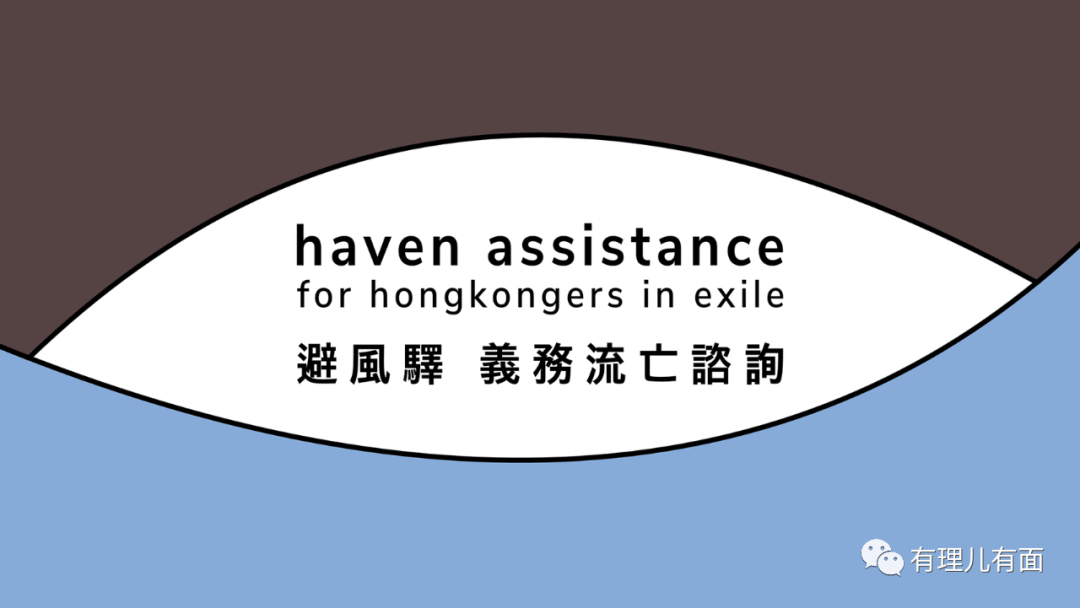 haven assistance
for hongkongers in exile
避風驛 義務流亡諮詢
有理儿有面